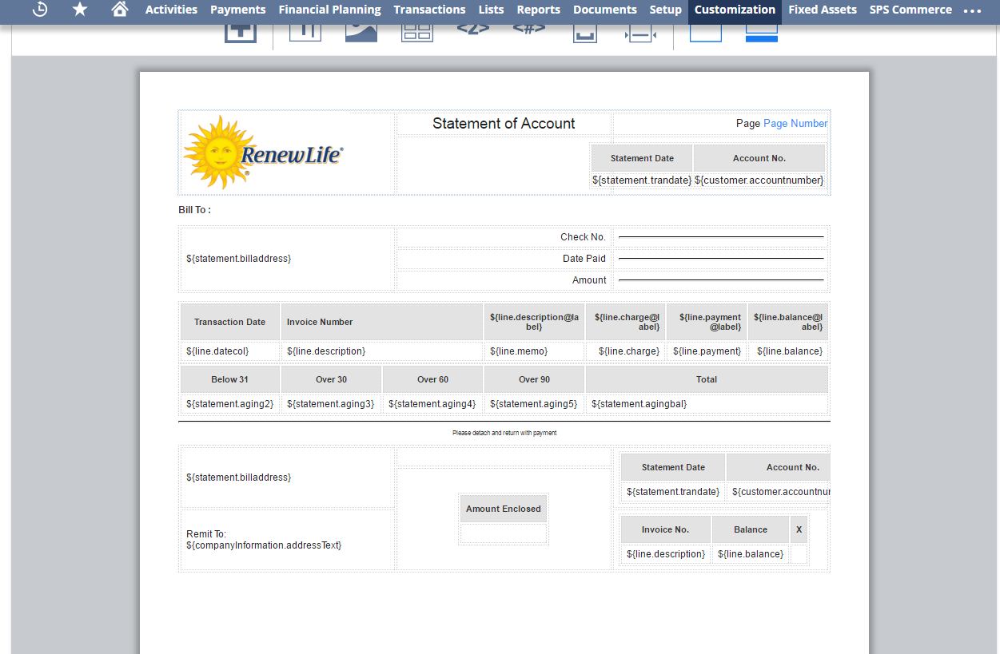 Activities Payments Financial Planning Transactions Lists Reports Documents Setup Customization Fixed Assets SPS Commerce
<2> <#>
Statement of Account
Page Page Number
RenewLife®
Statement Date Account No.
${statement.trandate} ${customer.accountnumber}
Bill To :
${statement.billaddress}
Check No.
Date Paid
Amount
Transaction Date Invoice Number ${line.description@la ${line.charge@l ${line.payment ${line.balance@l
bel} abel} @label} abel}
${line.datecol} ${line.description} ${line.memo} ${line.charge} ${line.payment} ${line.balance}
Below 31 Over 30 Over 60 Over 90 Total
${statement.aging2} ${statement.aging3} ${statement.aging4} ${statement.aging5} ${statement.agingbal}
Please detach and return with payment
${statement.billaddress}
Statement Date Account No.
${statement.trandate} ${customer.accountnur
Amount Enclosed
Remit To:
${companyInformation.addressText}
Invoice No. Balance X
${line.description} ${line.balance}